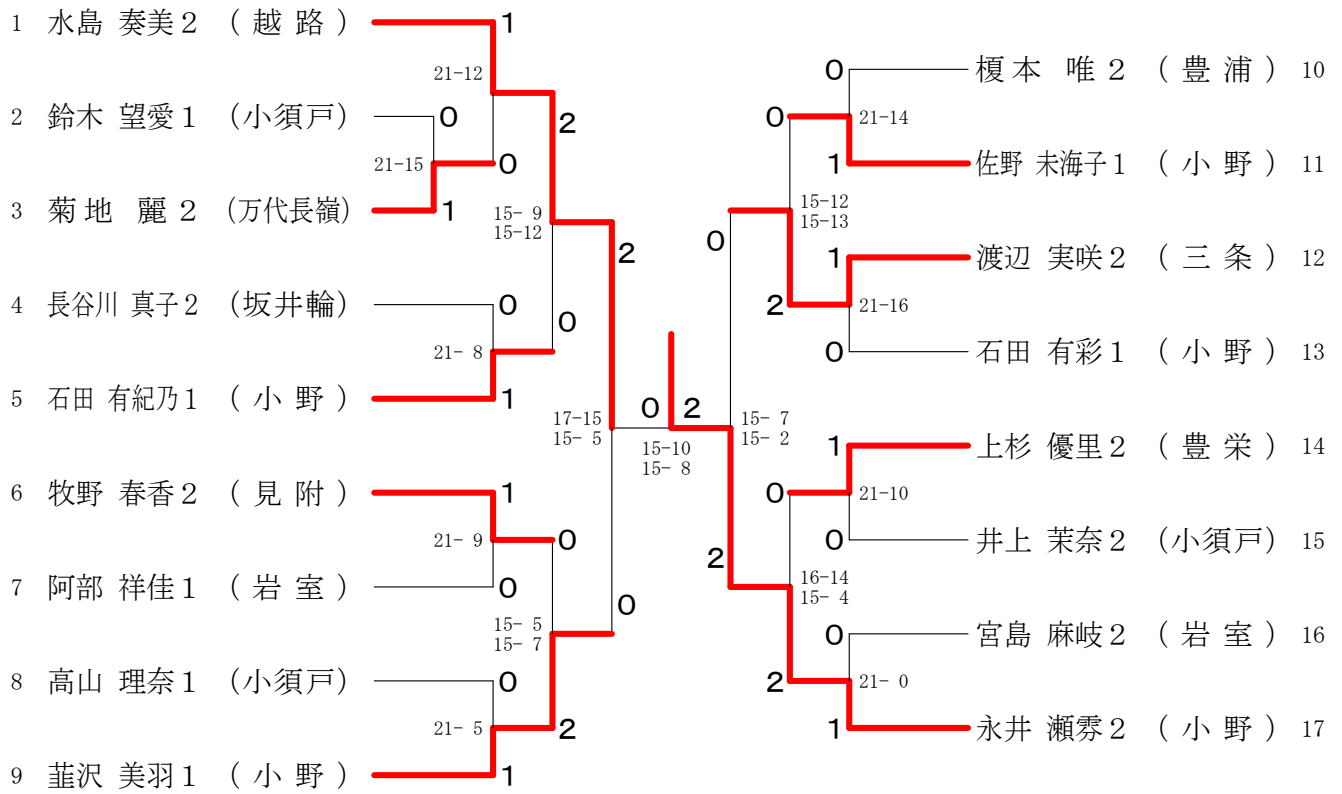 1 水島 奏美2 (越路) 1
21-12
2 鈴木 望愛1 (小須戸) 0
2
21-15 0
3 菊地 麗2 (万代長嶺) 1
15- 9
15-12
2
4 長谷川 真子2 (坂井輪) 0
0
21- 8
5 石田 有紀乃1 (小野) 1
17-15
15- 5
6 牧野 春香2 (見附) 1
21- 9 0
7 阿部 祥佳1 (岩室) 0
0
15- 5
15- 7
8 高山 理奈1 (小須戸) 0
21- 5 2
9 韮沢 美羽1 (小野) 1
0 2
15-10
15- 8
0 榎本 唯2 (豊浦) 10
0 21-14
1 佐野 未海子1 (小野) 11
15-12
15-13
0
1 渡辺 実咲2 (三条) 12
2 21-16
0 石田 有彩1 (小野) 13
15- 7
15- 2
1 上杉 優里2 (豊栄) 14
0 21-10
0 井上 茉奈2 (小須戸) 15
2
16-14
15- 4
0 宮島 麻岐2 (岩室) 16
2 21- 0
1 永井 瀬雰2 (小野) 17